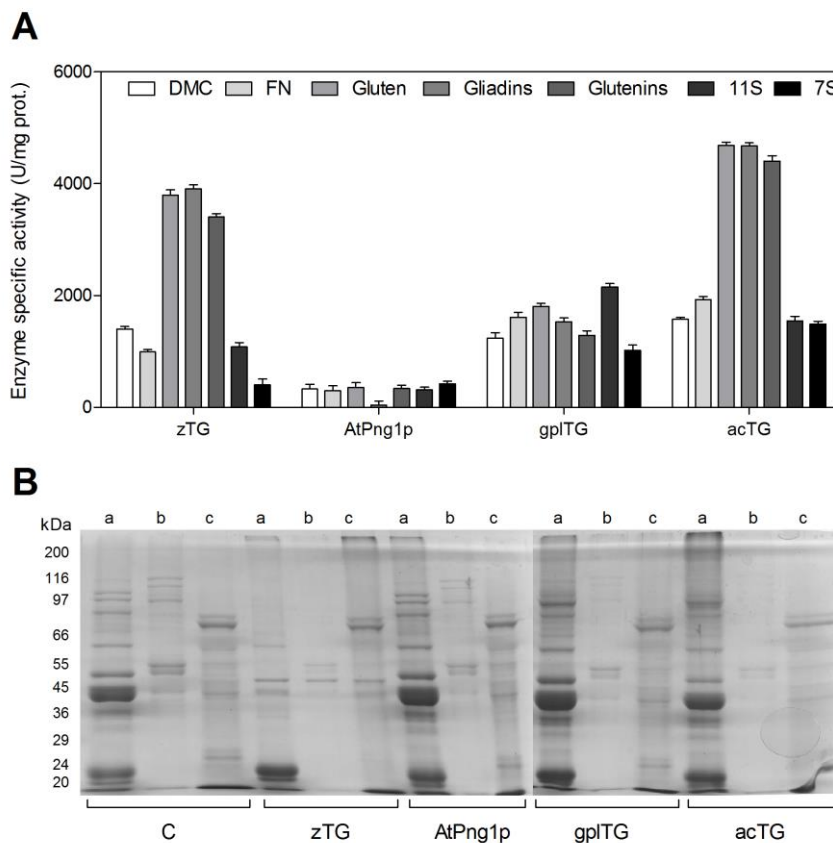 A
Enzyme specific activity (U/mg prot.)
6000
DMC FN Gluten Gliadins Glutenins 11S 7S
4000
2000
0
zTG AtPng1p gplTG acTG
B
kDa a b c a b c a b c a b c a b c
200
116
97
66
55
45
36
29
24
20
C zTG AtPng1p gplTG acTG